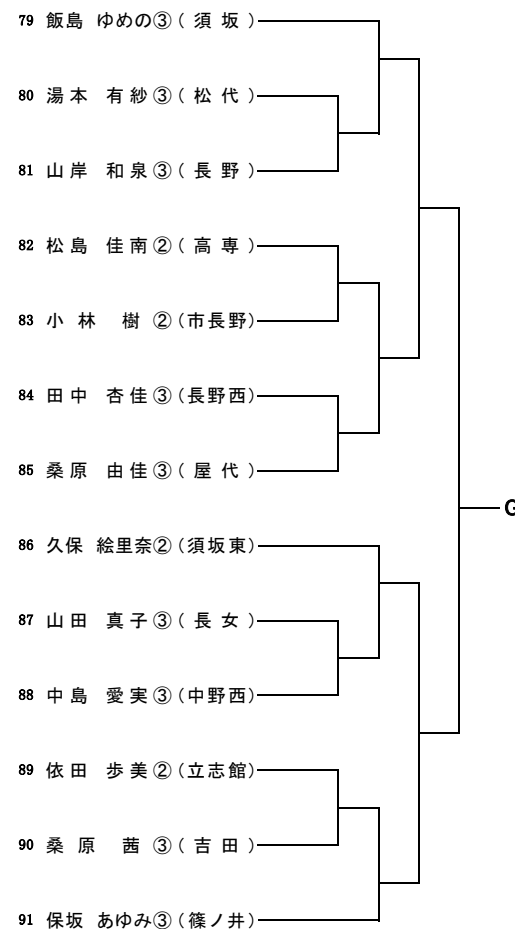 79 飯島 ゆめの③(須坂)
80 湯本 有紗③(松代)
81 山岸 和泉③(長野)
82 松島 佳南②(高専)
83 小林 樹②(市長野)
84 田中 杏佳③(長野西)
85 桑原 由佳③(屋代)
G
86 久保 絵里奈②(須坂東)
87 山田 真子③(長女)
88 中島 愛実③(中野西)
89 依田 歩美②(立志館)
90 桑原 茜③(吉田)
91 保坂 あゆみ③(篠ノ井)